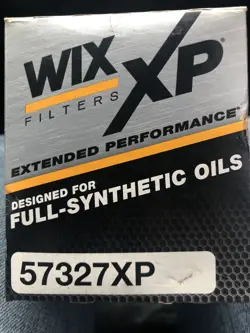 WIX XP®
FILTERS
EXTENDED PERFORMANCE
DESIGNED FOR
FULL-SYNTHETIC OILS
57327XP